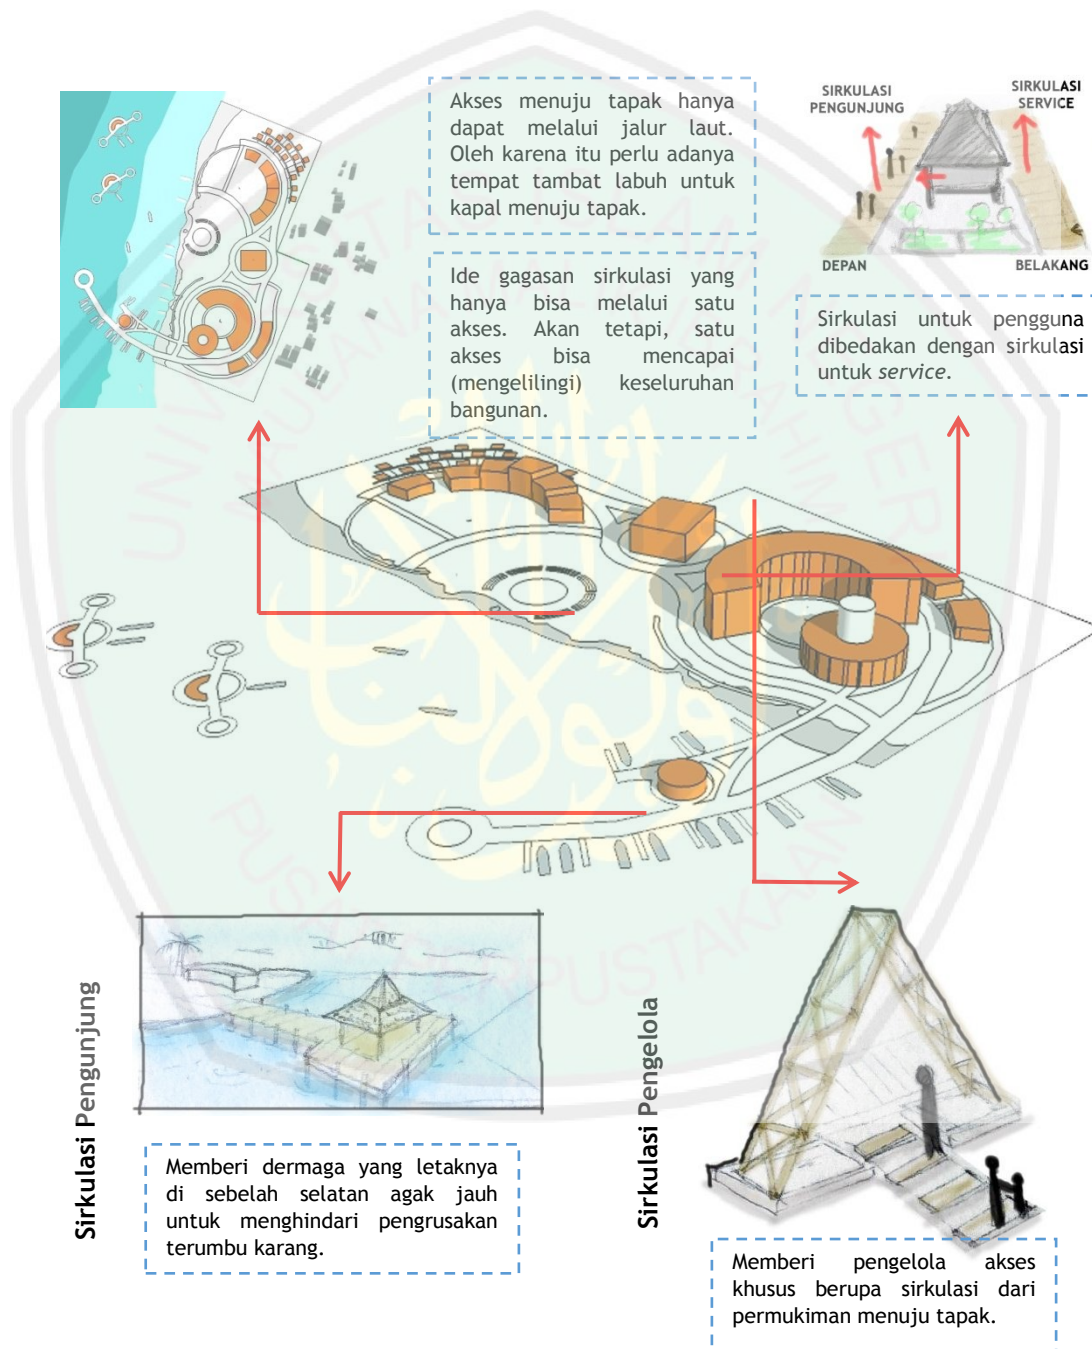 Akses menuju tapak hanya
dapat melalui jalur laut.
Oleh karena itu perlu adanya
tempat tambat labuh untuk
kapal menuju tapak.
Ide gagasan sirkulasi yang
hanya bisa melalui satu
akses. Akan tetapi, satu
akses bisa mencapai
(mengelilingi) keseluruhan
bangunan.
SIRKULASI
PENGUNJUNG
SIRKULASI
SERVICE
DEPAN
BELAKANG
Sirkulasi untuk pengguna
dibedakan dengan sirkulasi
untuk service.
Sirkulasi Pengunjung
Memberi dermaga yang letaknya
di sebelah selatan agak jauh
untuk menghindari pengrusakan
terumbu karang.
Sirkulasi Pengelola
Memberi pengelola akses
khusus berupa sirkulasi dari
permukiman menuju tapak.